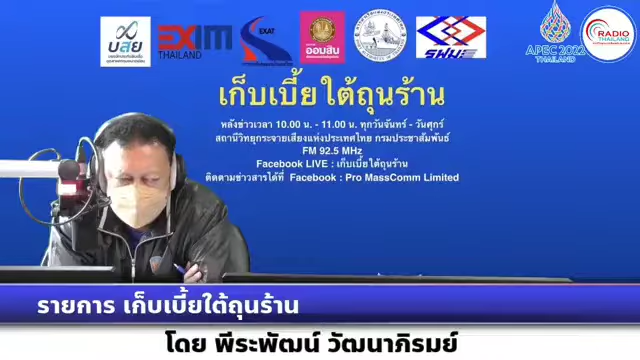 บสย
EXIM
THAILAND
EXAT
ออมสิน
รฟม
APEC 2022
THAILAND
RADIO
THAILAND
เก็บเบี้ยใต้ถุนร้าน
หลังข่าวเวลา 10.00 น. - 11.00 น. ทุกวันจันทร์ - วันศุกร์
สถานีวิทยุกระจายเสียงแห่งประเทศไทย กรมประชาสัมพันธ์
FM 92.5 MHz
Facebook LIVE : เก็บเบี้ยใต้ถุนร้าน
ติดตามข่าวสารได้ที่ Facebook : Pro MassComm Limited
รายการ เก็บเบี้ยใต้ถุนร้าน
โดย พีระพัฒน์ วัฒนาภิรมย์